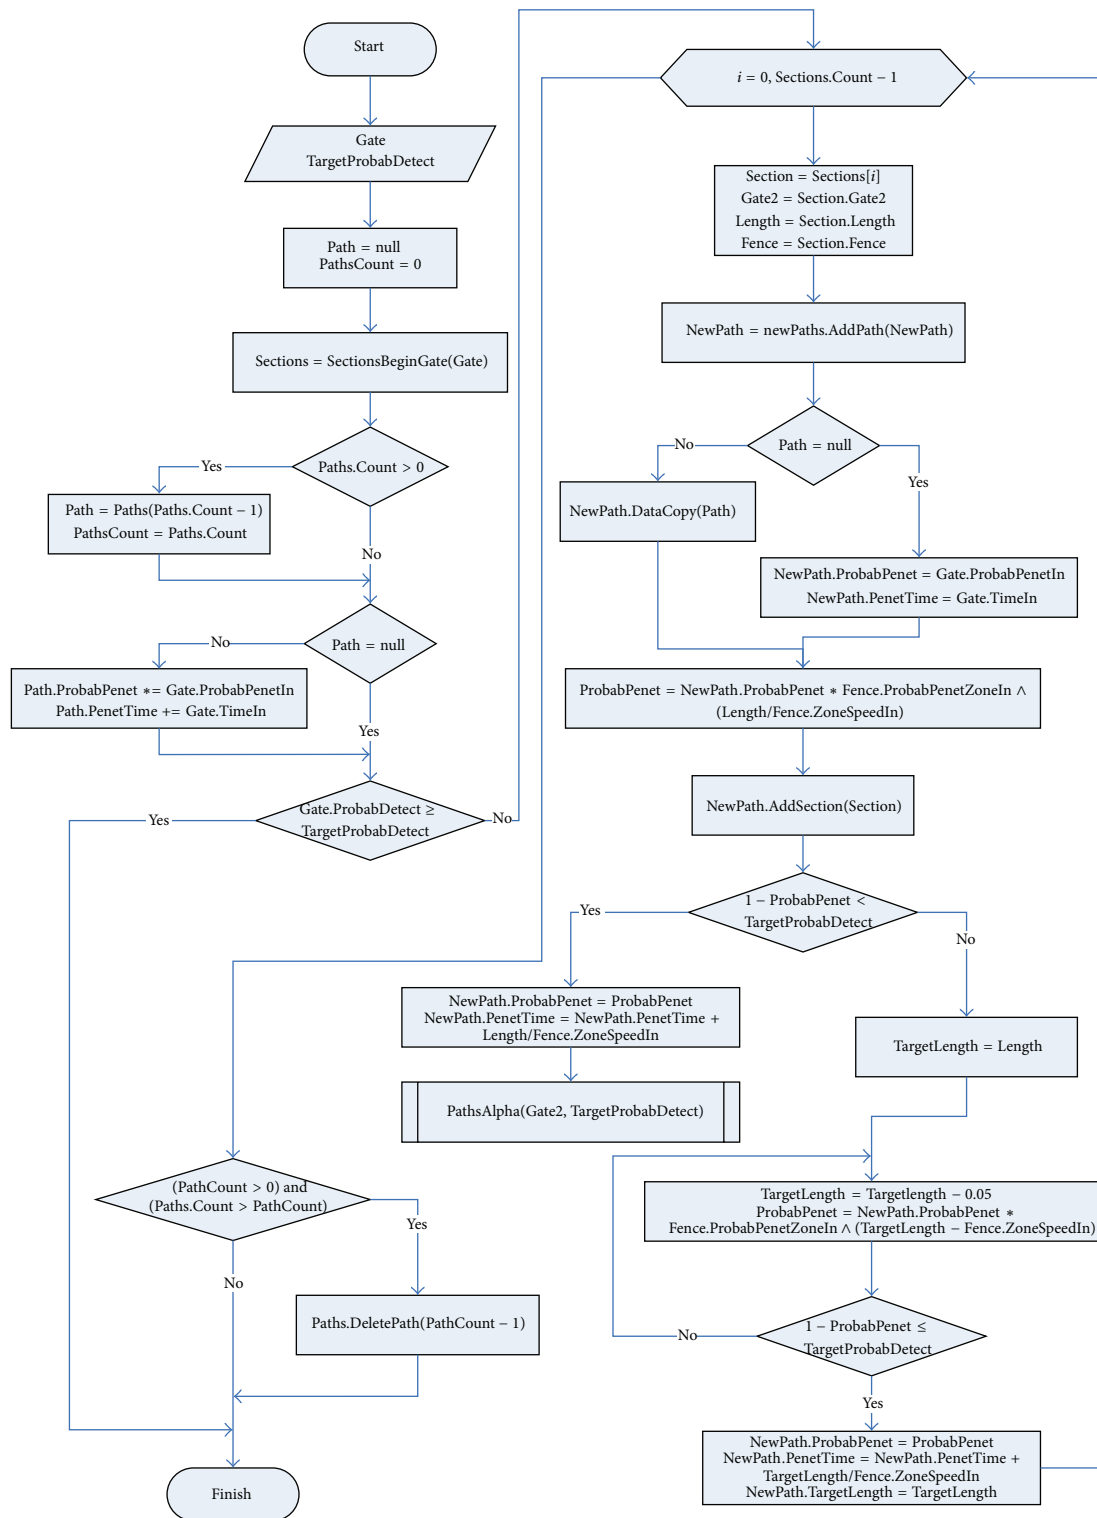 Start
Gate
TargetProbabDetect
Path = null
PathsCount = 0
Sections = SectionsBeginGate(Gate)
Paths.Count > 0
Yes
Path = Paths(Paths.Count − 1)
PathsCount = Paths.Count
No
Path = null
No
Path.ProbabPenet ∗= Gate.ProbabPenetIn
Path.PenetTime += Gate.TimeIn
Yes
Gate.ProbabDetect ≥
TargetProbabDetect
Yes
No
i = 0, Sections.Count − 1
Section = Sections[i]
Gate2 = Section.Gate2
Length = Section.Length
Fence = Section.Fence
NewPath = newPaths.AddPath(NewPath)
Path = null
No
Yes
NewPath.DataCopy(Path)
NewPath.ProbabPenet = Gate.ProbabPenetIn
NewPath.PenetTime = Gate.TimeIn
ProbabPenet = NewPath.ProbabPenet ∗ Fence.ProbabPenetZoneIn ∧
(Length/Fence.ZoneSpeedIn)
NewPath.AddSection(Section)
1 − ProbabPenet <
TargetProbabDetect
Yes
No
NewPath.ProbabPenet = ProbabPenet
NewPath.PenetTime = NewPath.PenetTime +
Length/Fence.ZoneSpeedIn
PathsAlpha(Gate2, TargetProbabDetect)
TargetLength = Length
TargetLength = Targetlength − 0.05
ProbabPenet = NewPath.ProbabPenet ∗
Fence.ProbabPenetZoneIn ∧ (TargetLength − Fence.ZoneSpeedIn)
1 − ProbabPenet ≤
TargetProbabDetect
No
Yes
NewPath.ProbabPenet = ProbabPenet
NewPath.PenetTime = NewPath.PenetTime +
TargetLength/Fence.ZoneSpeedIn
NewPath.TargetLength = TargetLength
(PathCount > 0) and
(Paths.Count > PathCount)
Yes
No
Paths.DeletePath(PathCount − 1)
Finish